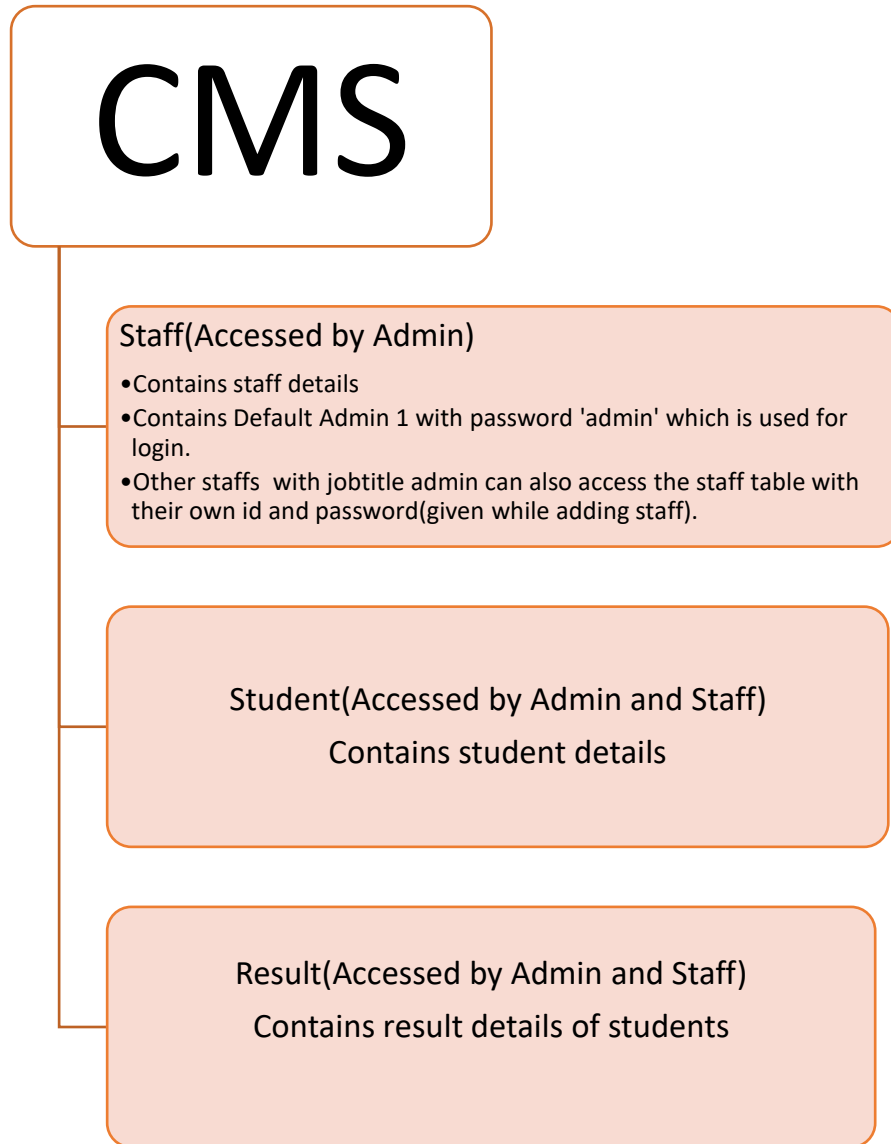 CMS
Staff(Accessed by Admin)
•Contains staff details
•Contains Default Admin 1 with password 'admin' which is used for
login.
•Other staffs  with jobtitle admin can also access the staff table with
their own id and password(given while adding staff).
Student(Accessed by Admin and Staff)
Contains student details
Result(Accessed by Admin and Staff)
Contains result details of students